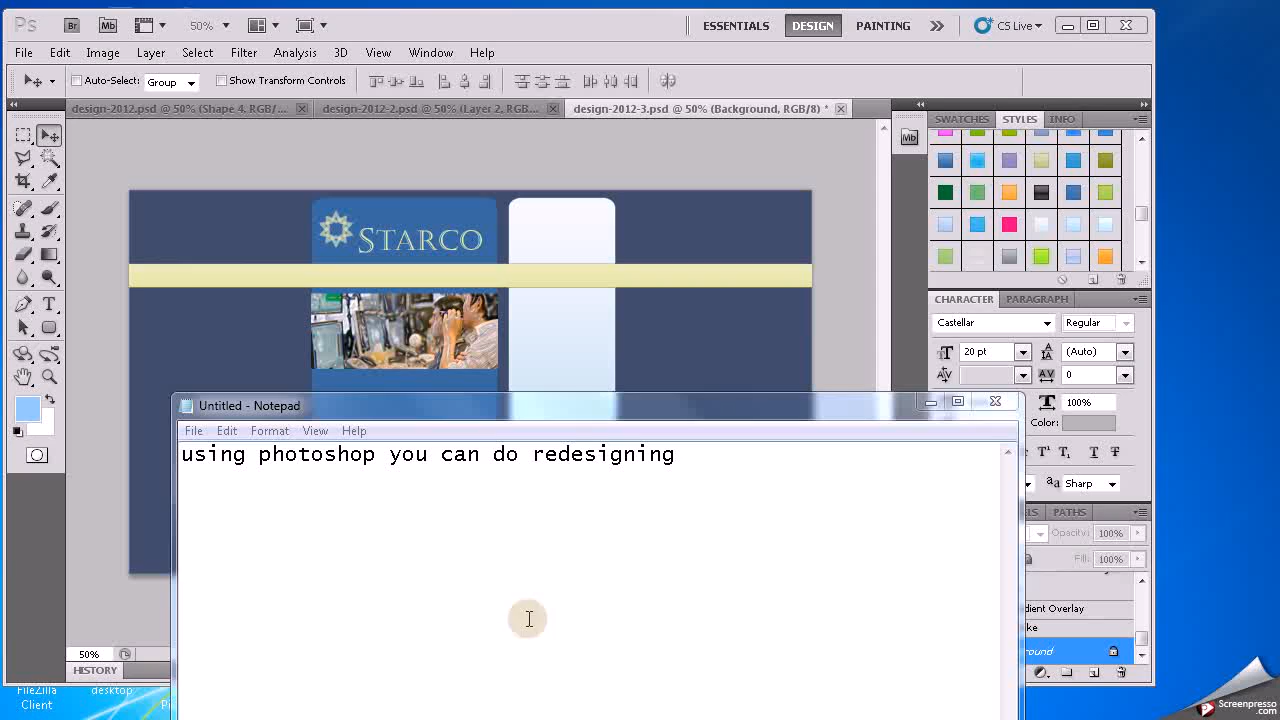 Ps Br Mb 50% ESSENTIALS DESIGN PAINTING CS Live
File Edit Image Layer Select Filter Analysis 3D View Window Help
Auto-Select: Group Show Transform Controls
design-2012.psd @ 50% (Shape 4, RGB/... design-2012-2.psd @ 50% (Layer 2, RGB... design-2012-3.psd @ 50% (Background, RGB/8) *
SWATCHES STYLES INFO
Mb
STARCO
CHARACTER PARAGRAPH
Castellar Regular
20 pt (Auto)
0
100%
Color:
Sharp
PATHS
Opacity: 100%
Fill: 100%
dient Overlay
ke
ound
Untitled - Notepad
File Edit Format View Help
using photoshop you can do redesigning
50%
HISTORY
FileZilla
Client
desktop
Screenpresso
.com